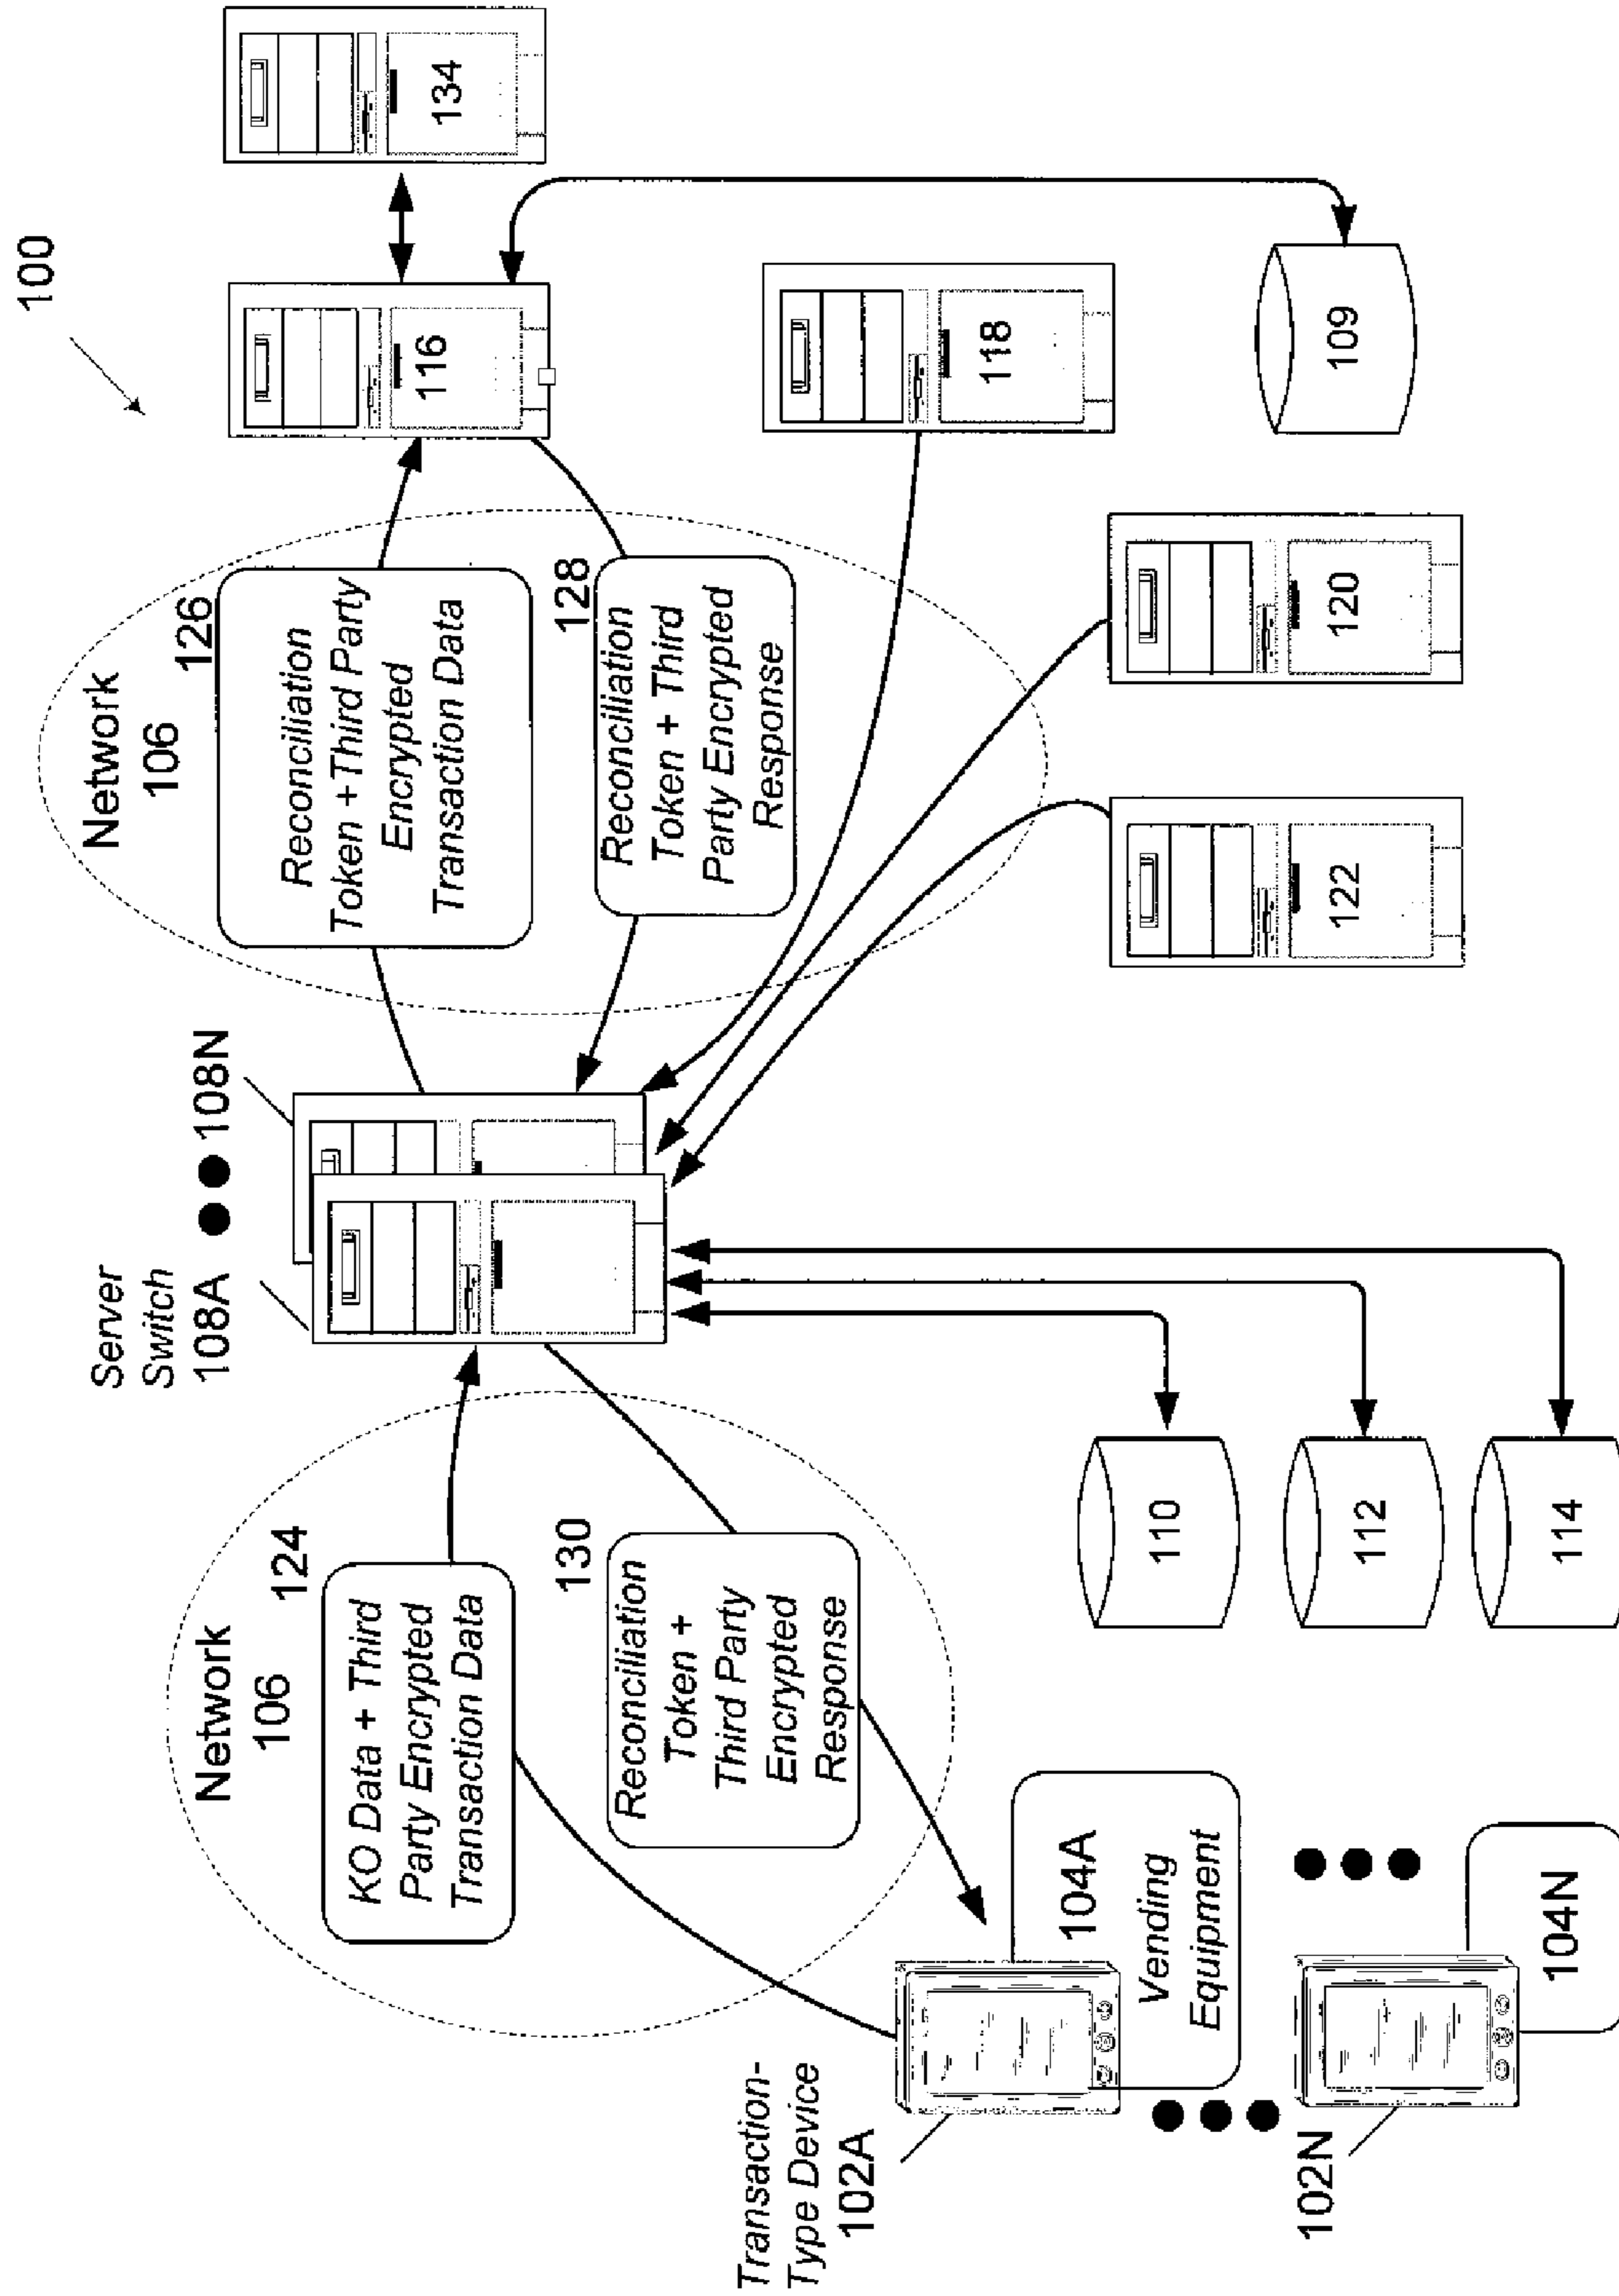 100
Network
106
126
Reconciliation
Token +Third Party
Encrypted
Transaction Data
128
Reconciliation
Token + Third
Party Encrypted
Response
116
134
118
109
120
122
Server
Switch
108A
108N
Network
106
124
KO Data + Third
Party Encrypted
Transaction Data
130
Reconciliation
Token +
Third Party
Encrypted
Response
110
112
114
Transaction-
Type Device
102A
104A
Vending
Equipment
102N
104N